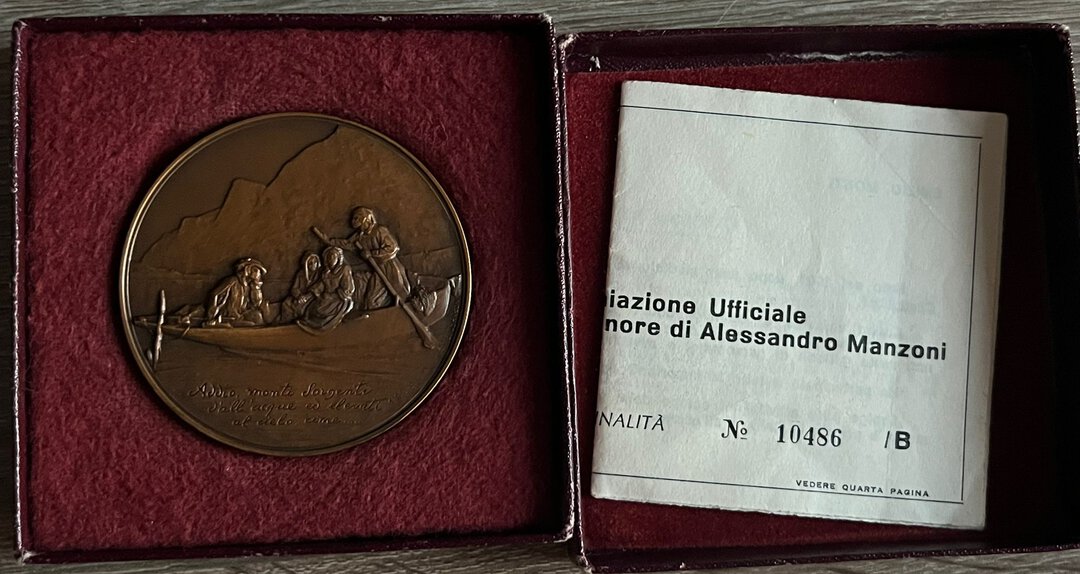 Addio, monti sorgenti
dall'acque ed elevati
al cielo; cime...
iazione Ufficiale
nore di Alessandro Manzoni
NALITÀ
№ 10486 /B
VEDERE QUARTA PAGINA